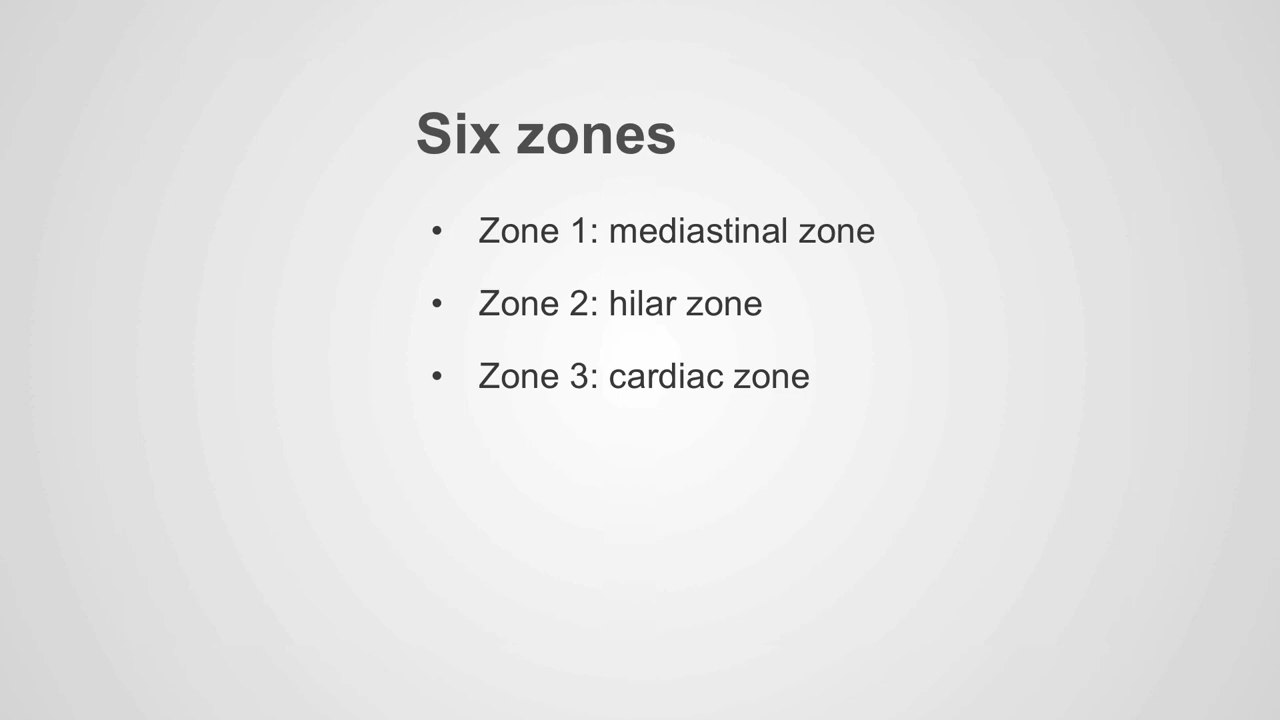 Six zones
• Zone 1: mediastinal zone
• Zone 2: hilar zone
• Zone 3: cardiac zone